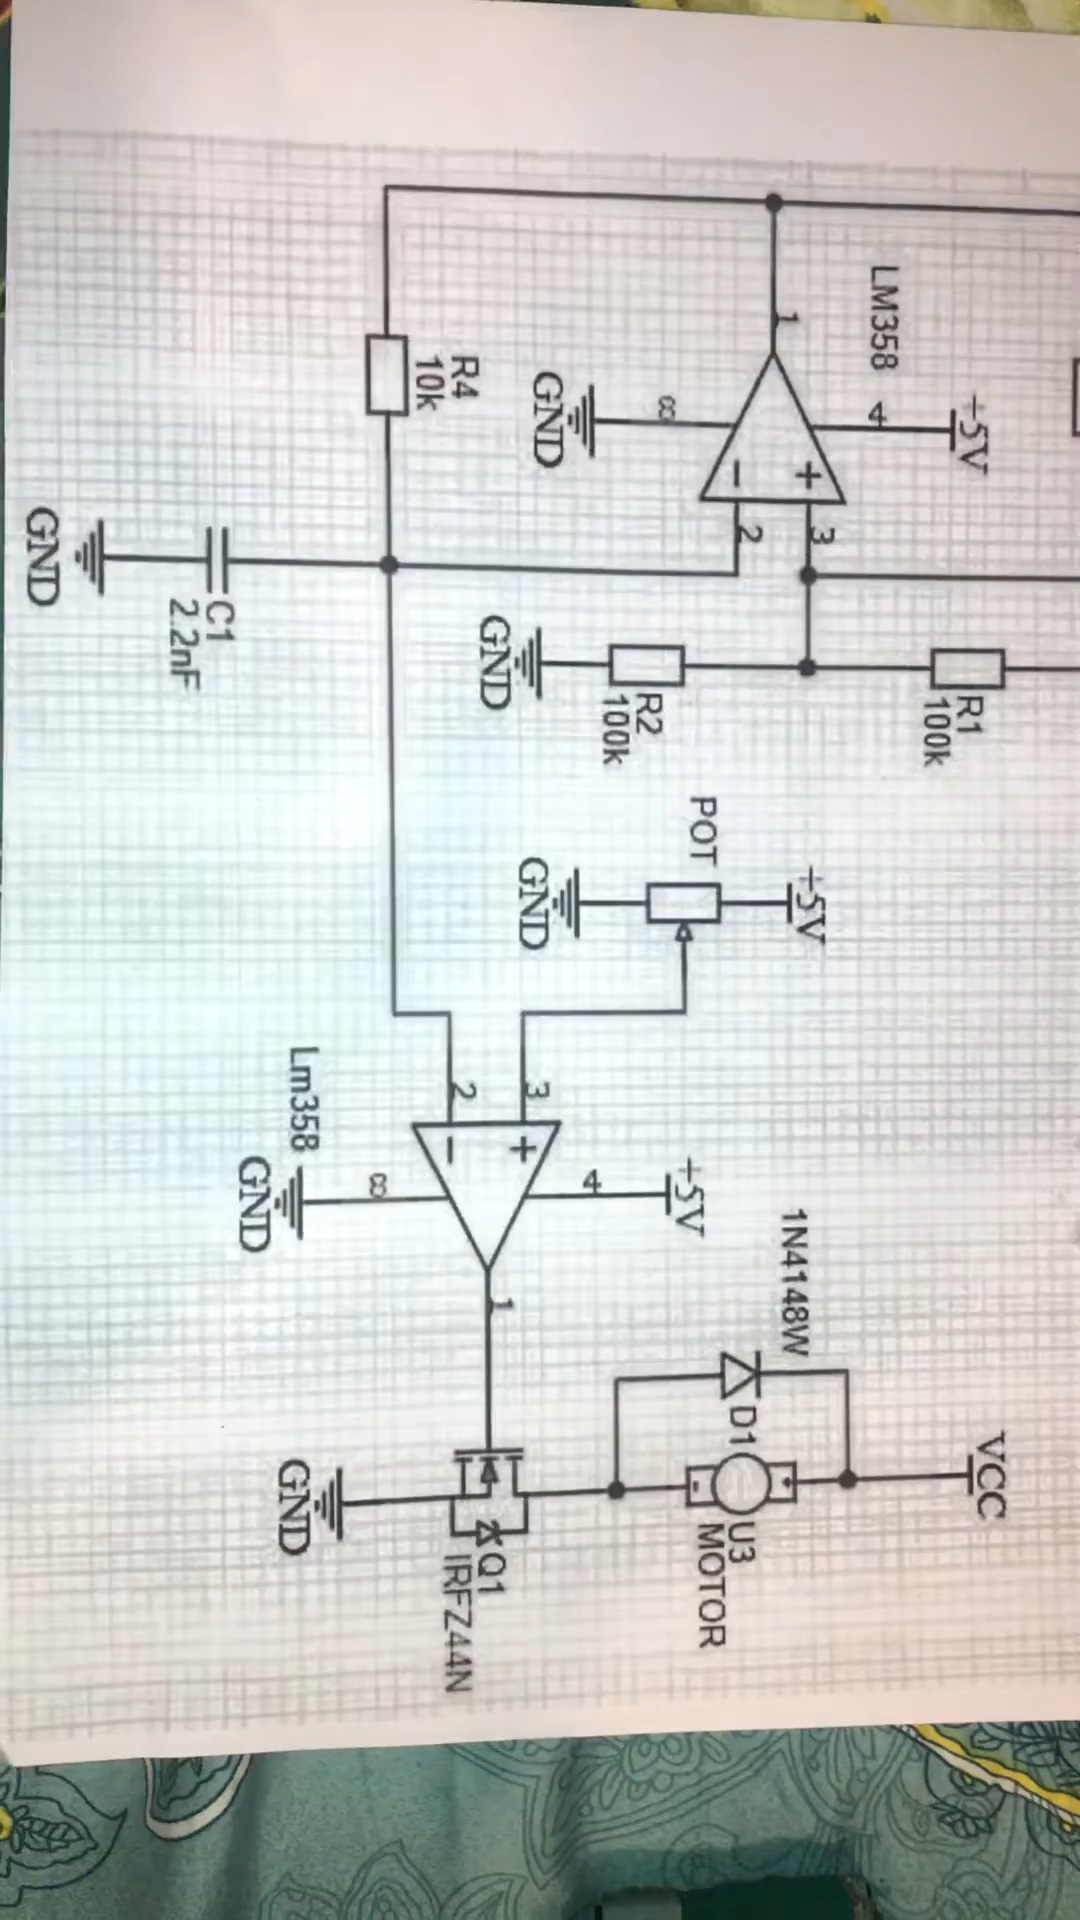 LM358
+5V
4
1
+
-
3
2
8
GND
R4
10k
R1
100k
R2
100k
GND
C1
2.2nF
GND
POT
+5V
GND
3
2
+
-
4
+5V
8
GND
Lm358
1
1N4148W
D1
VCC
+
-
U3
MOTOR
Q1
IRFZ44N
GND